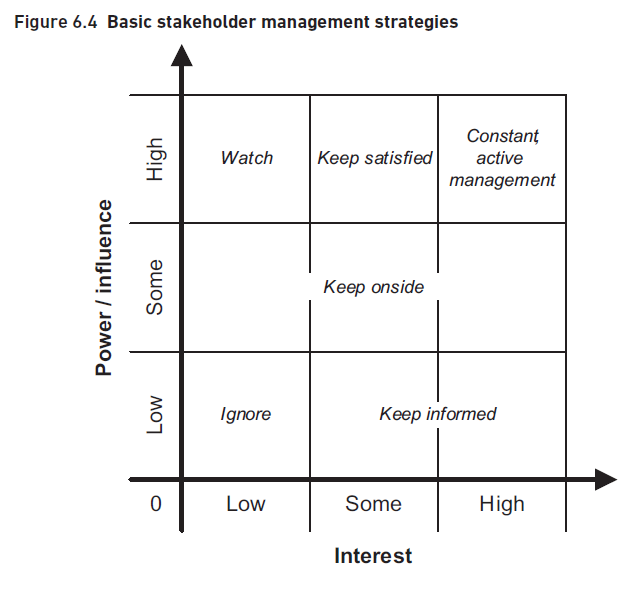 Figure 6.4 Basic stakeholder management strategies
Power / influence
High
Watch
Keep satisfied
Constant,
active
management
Some
Keep onside
Low
Ignore
Keep informed
0
Low
Some
High
Interest